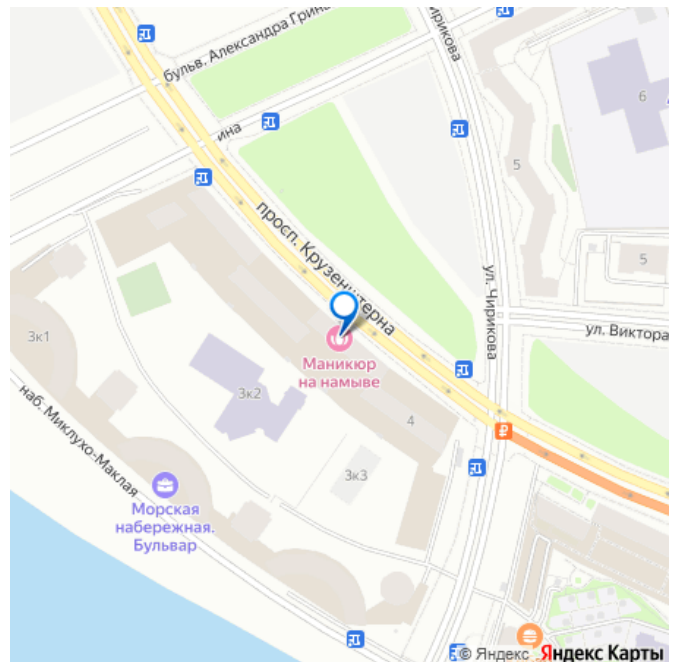 бульв. Александра Грина
ирикова
6
ина
5
просп. Крузенштерна
5
ул. Чирикова
ул. Виктора
3к1
Маникюр
на намыве
3к2
4
наб. Миклухо-Маклая
3к3
Морская
набережная.
Бульвар
© Яндекс Яндекс Карты